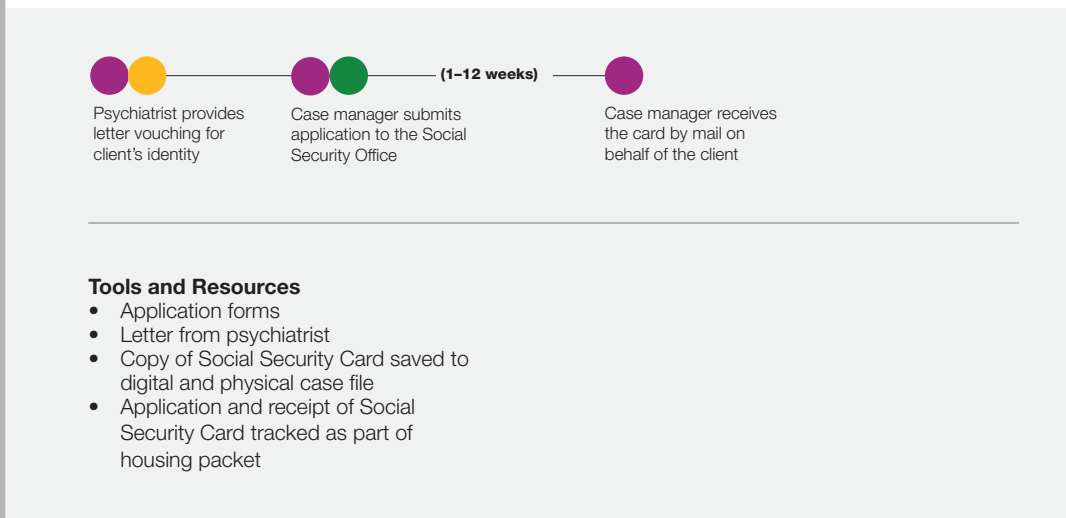 (1–12 weeks)
Psychiatrist provides
letter vouching for
client's identity
Case manager submits
application to the Social
Security Office
Case manager receives
the card by mail on
behalf of the client
Tools and Resources
• Application forms
• Letter from psychiatrist
• Copy of Social Security Card saved to
digital and physical case file
• Application and receipt of Social
Security Card tracked as part of
housing packet